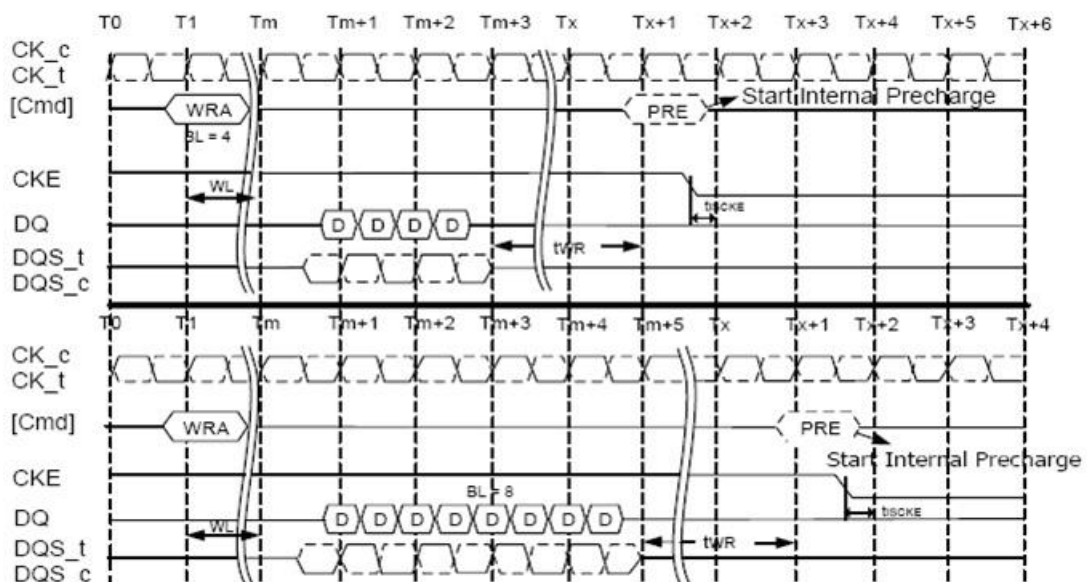 T0 T1 Tm Tm+1 Tm+2 Tm+3 Tx Tx+1 Tx+2 Tx+3 Tx+4 Tx+5 Tx+6
CK_c
CK_t
[Cmd] WRA PRE Start Internal Precharge
BL = 4
CKE WL tISCKE
DQ D D D D
tWR
DQS_t
DQS_c
T0 T1 Tm Tm+1 Tm+2 Tm+3 Tm+4 Tm+5 Tx Tx+1 Tx+2 Tx+3 Tx+4
CK_c
CK_t
[Cmd] WRA PRE
Start Internal Precharge
CKE
BL = 8
tISCKE
DQ D D D D D D D D
WL tWR
DQS_t
DQS_c